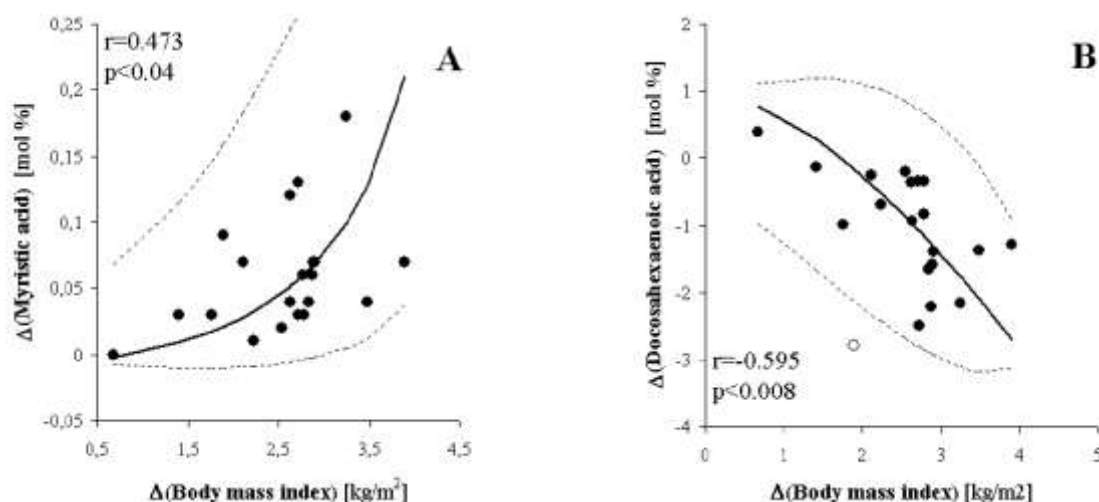 0,25
0,2
0,15
0,1
0,05
0
-0,05
r=0.473
p<0.04
A
Δ(Myristic acid) [mol %]
0,5 1,5 2,5 3,5 4,5
Δ(Body mass index) [kg/m²]
2
1
0
-1
-2
-3
-4
B
Δ(Docosahexaenoic acid) [mol %]
r=-0.595
p<0.008
0 1 2 3 4 5
Δ(Body mass index) [kg/m2]